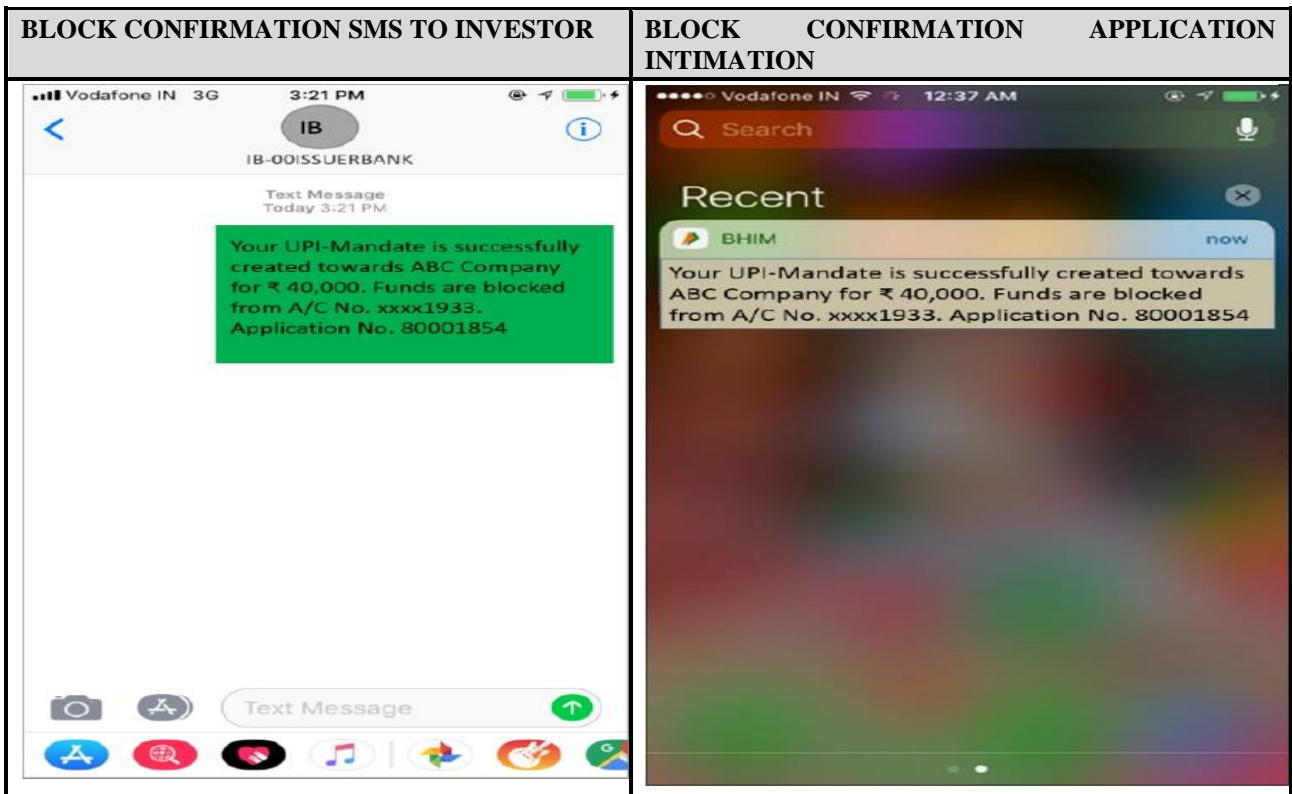 BLOCK CONFIRMATION SMS TO INVESTOR
BLOCK CONFIRMATION APPLICATION
INTIMATION
Vodafone IN 3G 3:21 PM
IB
IB-00ISSUERBANK
Text Message
Today 3:21 PM
Your UPI-Mandate is successfully
created towards ABC Company
for ₹ 40,000. Funds are blocked
from A/C No. xxxx1933.
Application No. 80001854
Text Message
Vodafone IN 12:37 AM
Search
Recent
BHIM now
Your UPI-Mandate is successfully created towards
ABC Company for ₹ 40,000. Funds are blocked
from A/C No. xxxx1933. Application No. 80001854